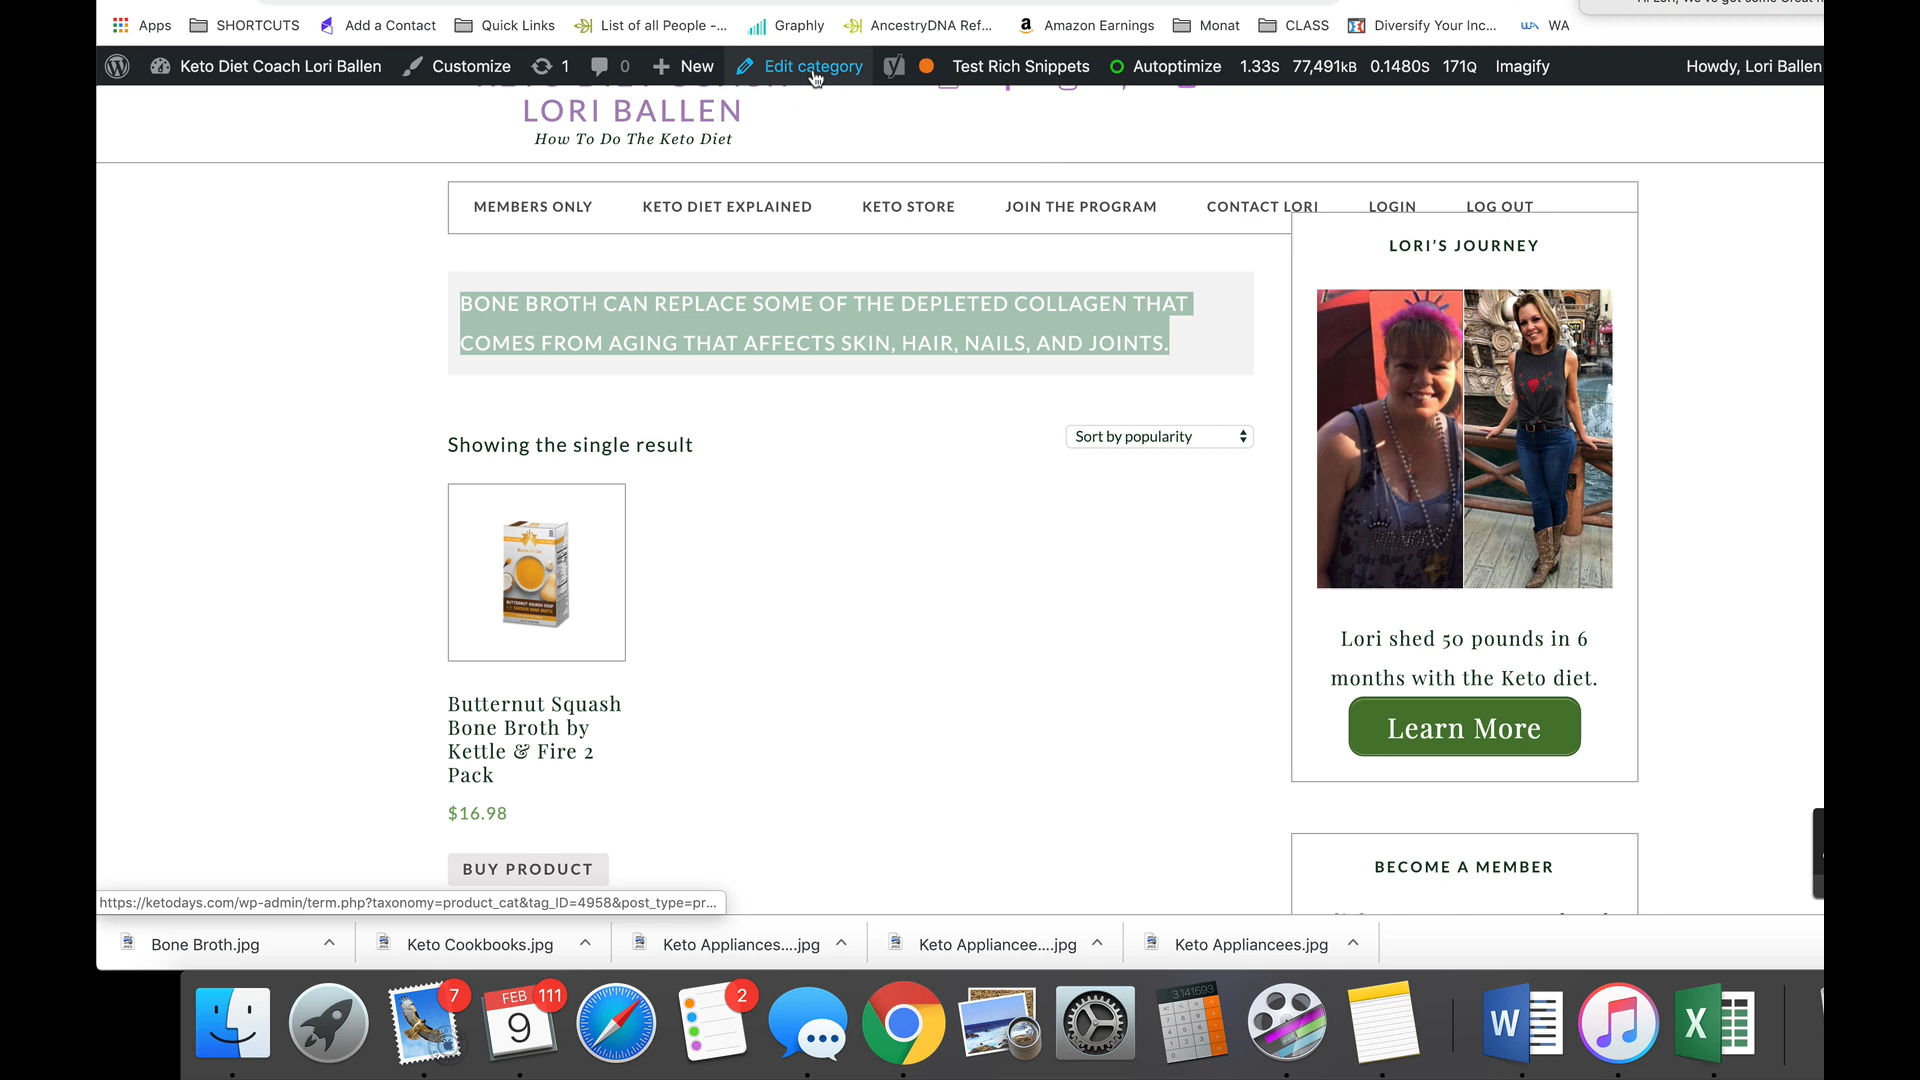 Apps
SHORTCUTS
Add a Contact
Quick Links
List of all People -...
Graphly
AncestryDNA Ref...
Amazon Earnings
Monat
CLASS
Diversify Your Inc...
WA
Keto Diet Coach Lori Ballen
Customize
1
0
New
Edit category
Test Rich Snippets
Autoptimize
1.33S
77,491KB
0.1480S
171Q
Imagify
Howdy, Lori Ballen
LORI BALLEN
How To Do The Keto Diet
MEMBERS ONLY
KETO DIET EXPLAINED
KETO STORE
JOIN THE PROGRAM
CONTACT LORI
LOGIN
LOG OUT
LORI'S JOURNEY
BONE BROTH CAN REPLACE SOME OF THE DEPLETED COLLAGEN THAT
COMES FROM AGING THAT AFFECTS SKIN, HAIR, NAILS, AND JOINTS.
Showing the single result
Sort by popularity
Butternut Squash
Bone Broth by
Kettle & Fire 2
Pack
$16.98
BUY PRODUCT
Lori shed 50 pounds in 6
months with the Keto diet.
Learn More
BECOME A MEMBER
https://ketodays.com/wp-admin/term.php?taxonomy=product_cat&tag_ID=4958&post_type=pr...
Bone Broth.jpg
Keto Cookbooks.jpg
Keto Appliances....jpg
Keto Appliancee....jpg
Keto Appliancees.jpg
7
FEB
9
111
2
3.141593
W
X